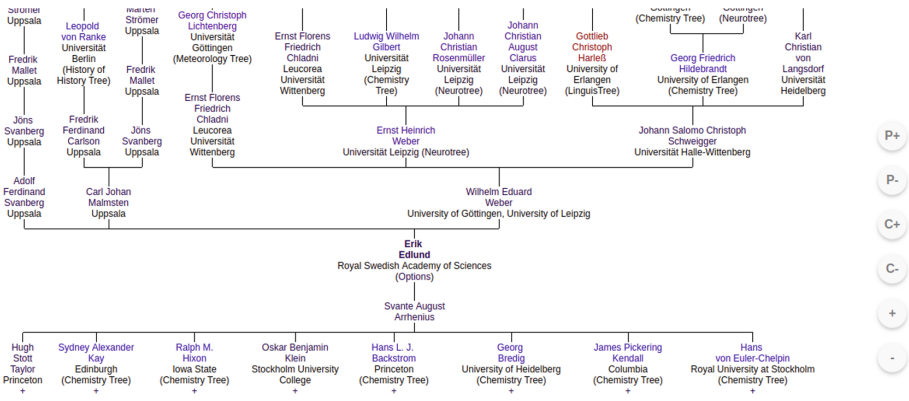 Strömer
Uppsala
Leopold
von Ranke
Universität
Berlin
(History of
History Tree)
Mårten
Strömer
Uppsala
Georg Christoph
Lichtenberg
Universität
Göttingen
(Meteorology Tree)
Ernst Florens
Friedrich
Chladni
Leucorea
Universität
Wittenberg
Ludwig Wilhelm
Gilbert
Universität
Leipzig
(Chemistry
Tree)
Johann
Christian
Rosenmüller
Universität
Leipzig
(Neurotree)
Johann
Christian
August
Clarus
Universität
Leipzig
(Neurotree)
Gottlieb
Christoph
Harleß
University of
Erlangen
(LinguisTree)
Göttingen
(Chemistry Tree)
Göttingen
(Neurotree)
Georg Friedrich
Hildebrandt
University of Erlangen
(Chemistry Tree)
Karl
Christian
von
Langsdorf
Universität
Heidelberg
Fredrik
Mallet
Uppsala
Fredrik
Mallet
Uppsala
Ernst Florens
Friedrich
Chladni
Leucorea
Universität
Wittenberg
Jöns
Svanberg
Uppsala
Fredrik
Ferdinand
Carlson
Uppsala
Jöns
Svanberg
Uppsala
Ernst Heinrich
Weber
Universität Leipzig (Neurotree)
Johann Salomo Christoph
Schweigger
Universität Halle-Wittenberg
Adolf
Ferdinand
Svanberg
Uppsala
Carl Johan
Malmsten
Uppsala
Wilhelm Eduard
Weber
University of Göttingen, University of Leipzig
Erik
Edlund
Royal Swedish Academy of Sciences
(Options)
Svante August
Arrhenius
Hugh
Stott
Taylor
Princeton
+
Sydney Alexander
Kay
Edinburgh
(Chemistry Tree)
+
Ralph M.
Hixon
Iowa State
(Chemistry Tree)
+
Oskar Benjamin
Klein
Stockholm University
College
+
Hans L. J.
Backstrom
Princeton
(Chemistry Tree)
+
Georg
Bredig
University of Heidelberg
(Chemistry Tree)
+
James Pickering
Kendall
Columbia
(Chemistry Tree)
+
Hans
von Euler-Chelpin
Royal University at Stockholm
(Chemistry Tree)
+
P+
P-
C+
C-
+
-